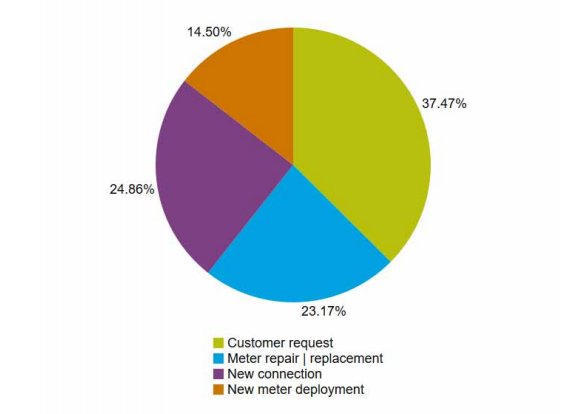 14.50%
37.47%
24.86%
23.17%
Customer request
Meter repair | replacement
New connection
New meter deployment